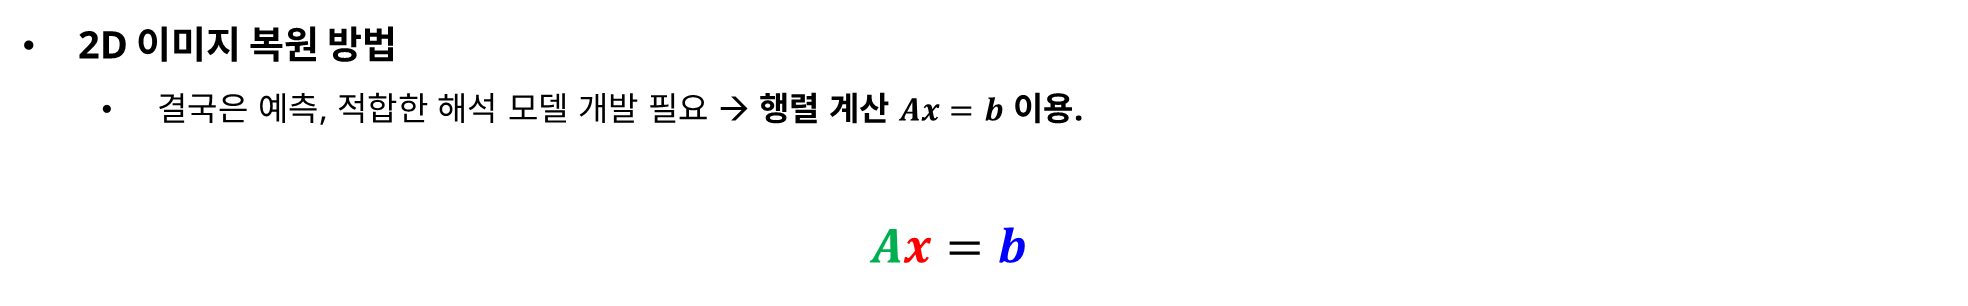 • 2D 이미지 복원 방법
• 결국은 예측, 적합한 해석 모델 개발 필요 → 행렬 계산 Ax = b 이용.
Ax = b